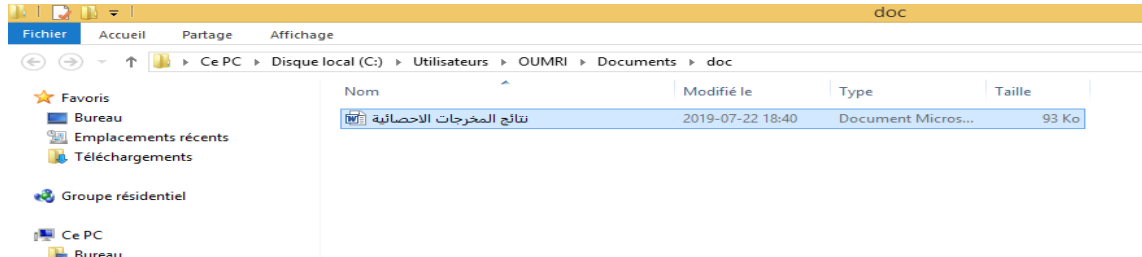 doc
Fichier Accueil Partage Affichage
Ce PC Disque local (C:) Utilisateurs OUMRI Documents doc
Nom Modifié le Type Taille
نتائج المخرجات الاحصائية 2019-07-22 18:40 Document Micros... 93 Ko
Favoris
Bureau
Emplacements récents
Téléchargements
Groupe résidentiel
Ce PC
Bureau